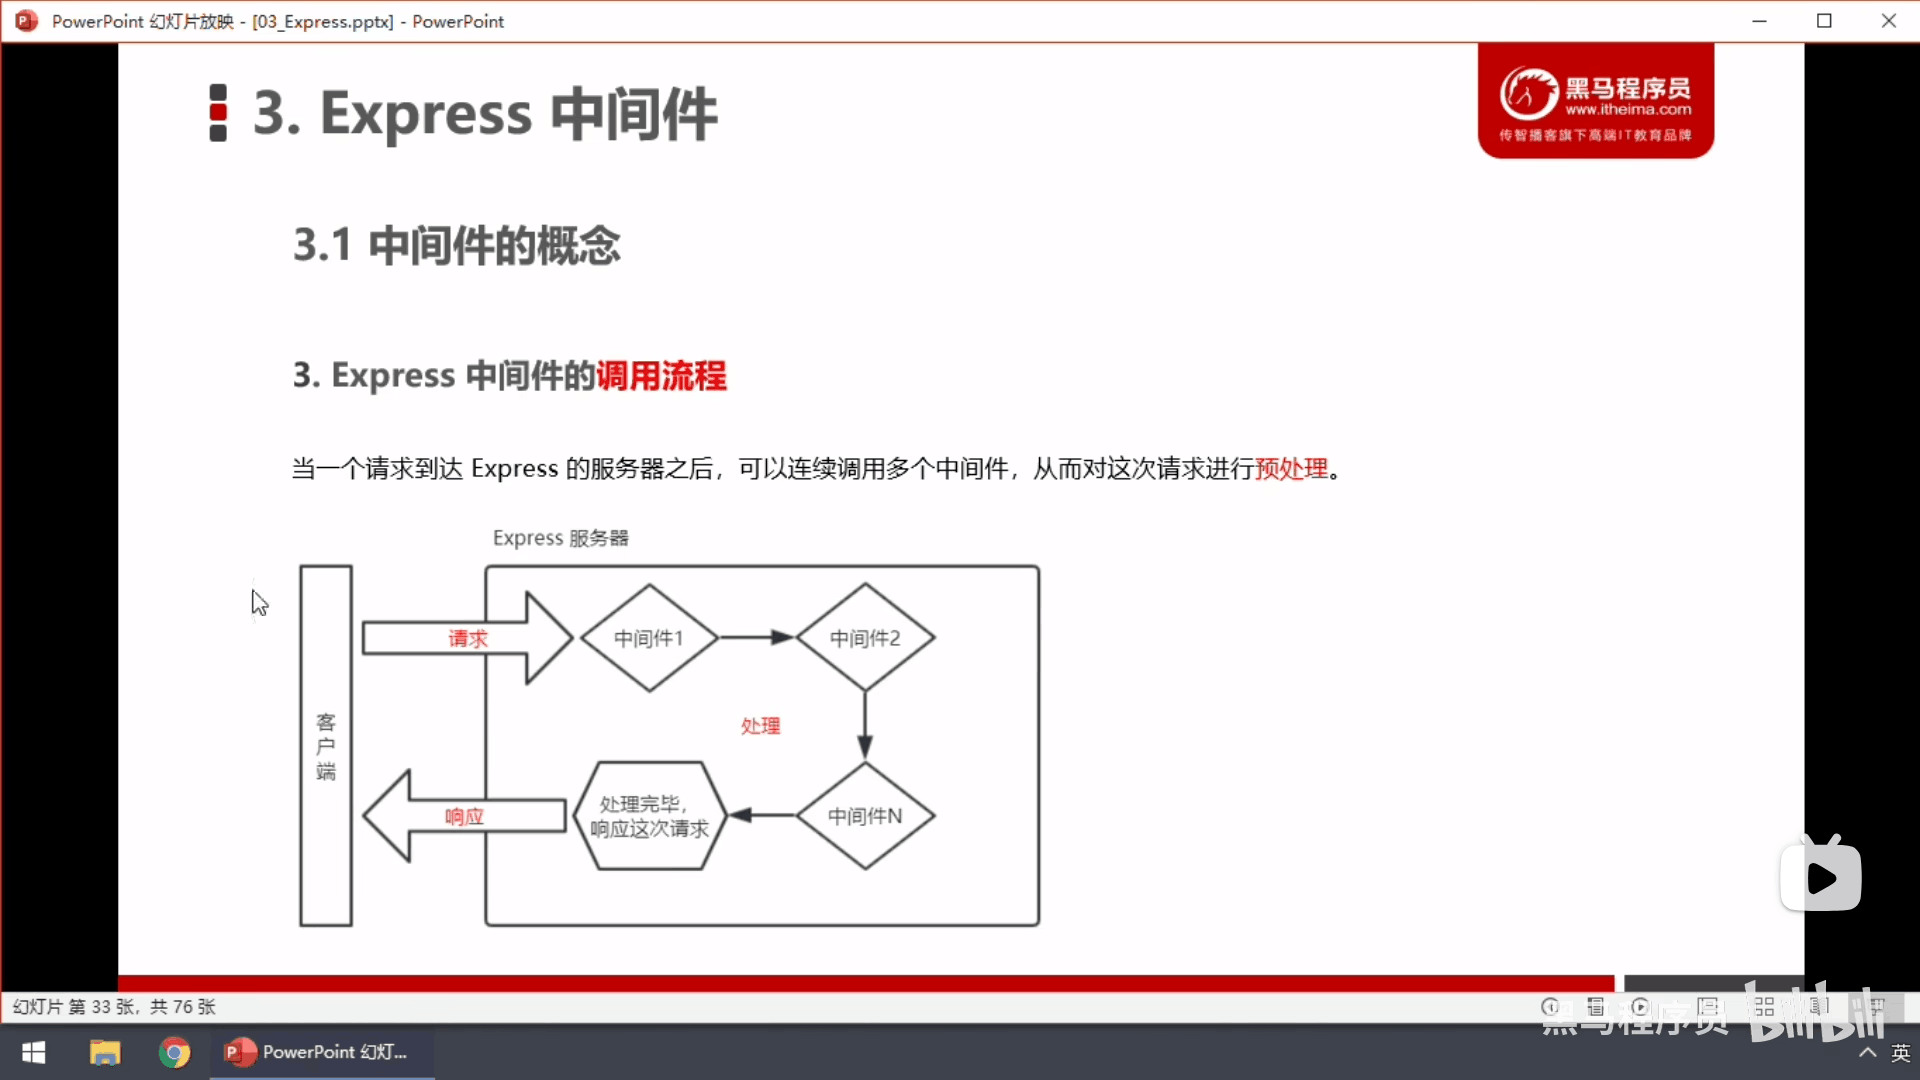 PowerPoint 幻灯片放映 - [03_Express.pptx] - PowerPoint
3. Express 中间件
黑马程序员
www.itheima.com
传智播客旗下高端IT教育品牌
3.1 中间件的概念
3. Express 中间件的调用流程
当一个请求到达 Express 的服务器之后，可以连续调用多个中间件，从而对这次请求进行预处理。
Express 服务器
请求
中间件1
中间件2
处理
客户端
响应
处理完毕，
响应这次请求
中间件N
幻灯片 第 33 张，共 76 张
黑马程序员 bilibili
PowerPoint 幻灯...
英